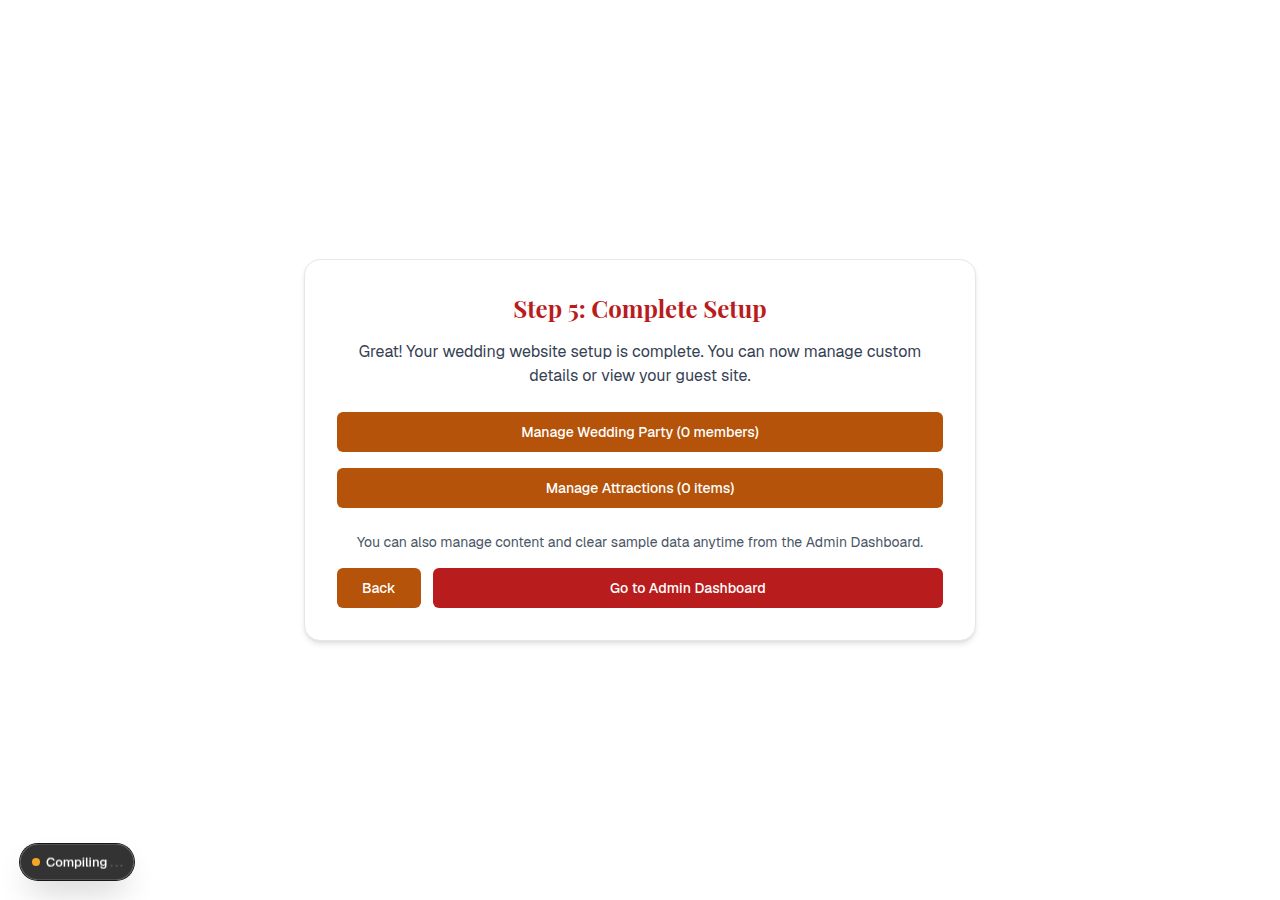 Step 5: Complete Setup
Great! Your wedding website setup is complete. You can now manage custom
details or view your guest site.
Manage Wedding Party (0 members)
Manage Attractions (0 items)
You can also manage content and clear sample data anytime from the Admin Dashboard.
Back
Go to Admin Dashboard
Compiling ...